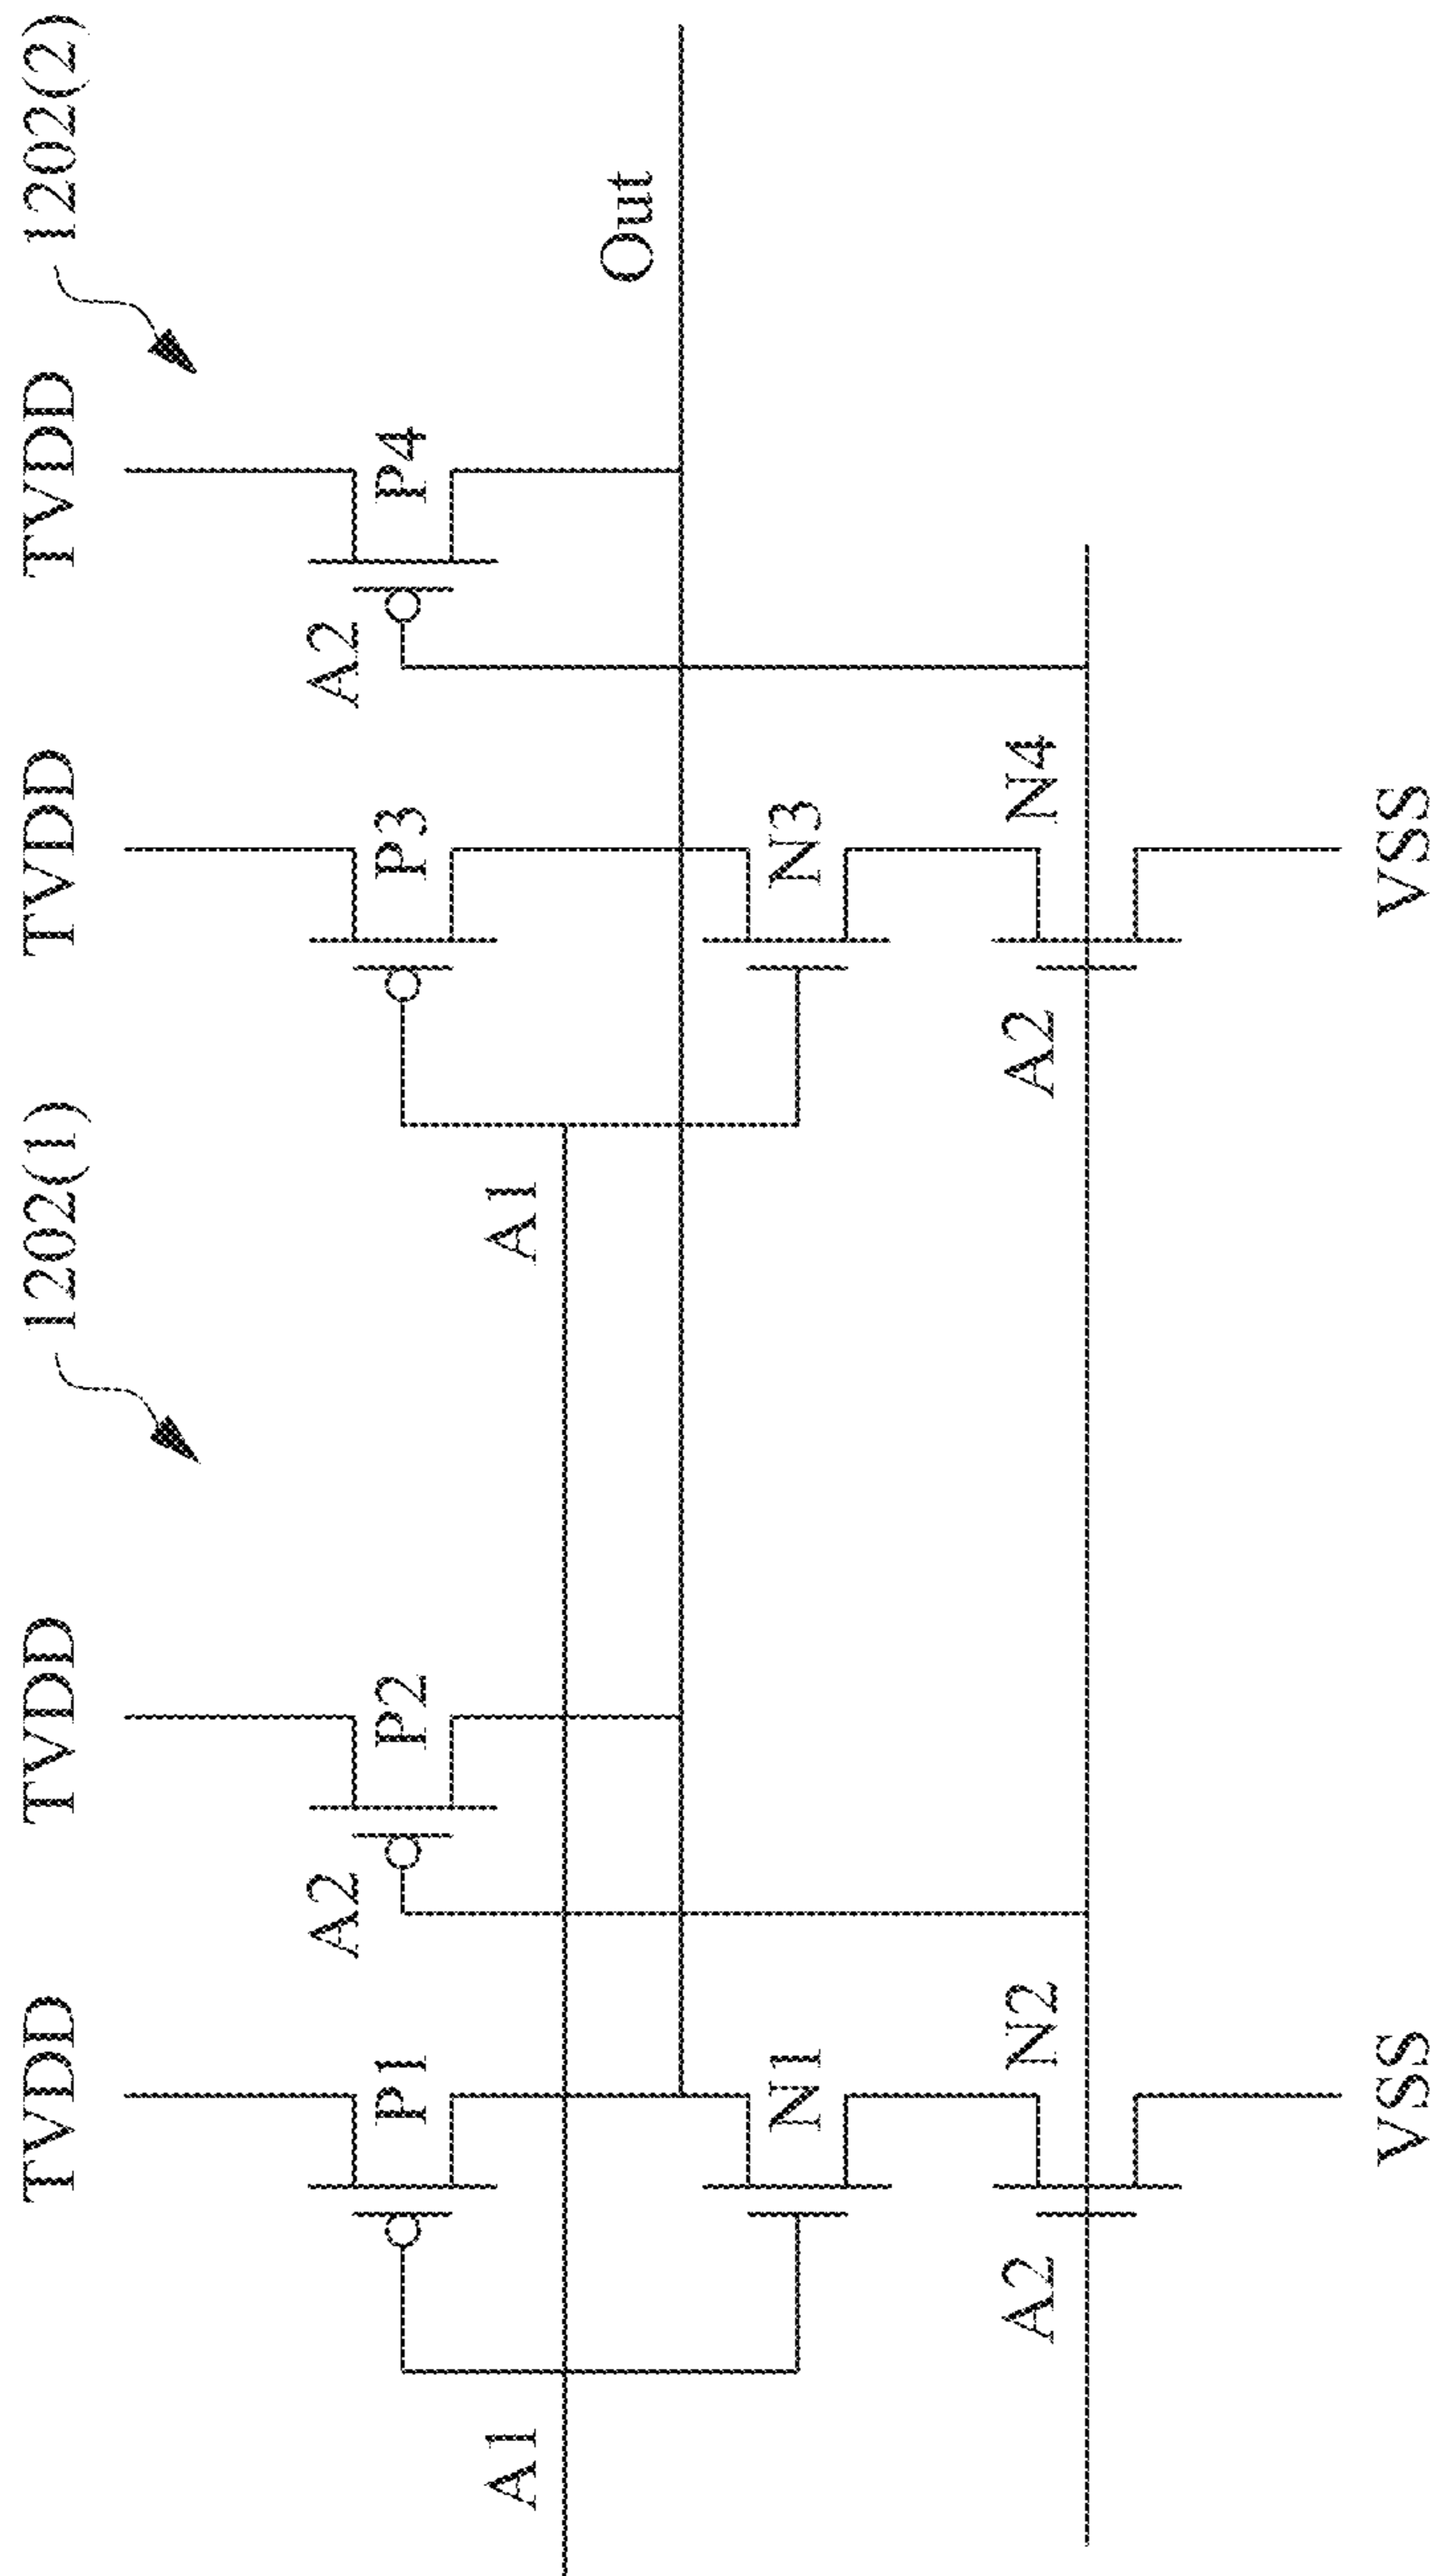 TVDD
TVDD
1202(1)
TVDD
TVDD
1202(2)
A2
A2
P1
P2
P3
P4
A1
A1
Out
N1
N3
A2
N2
A2
N4
VSS
VSS